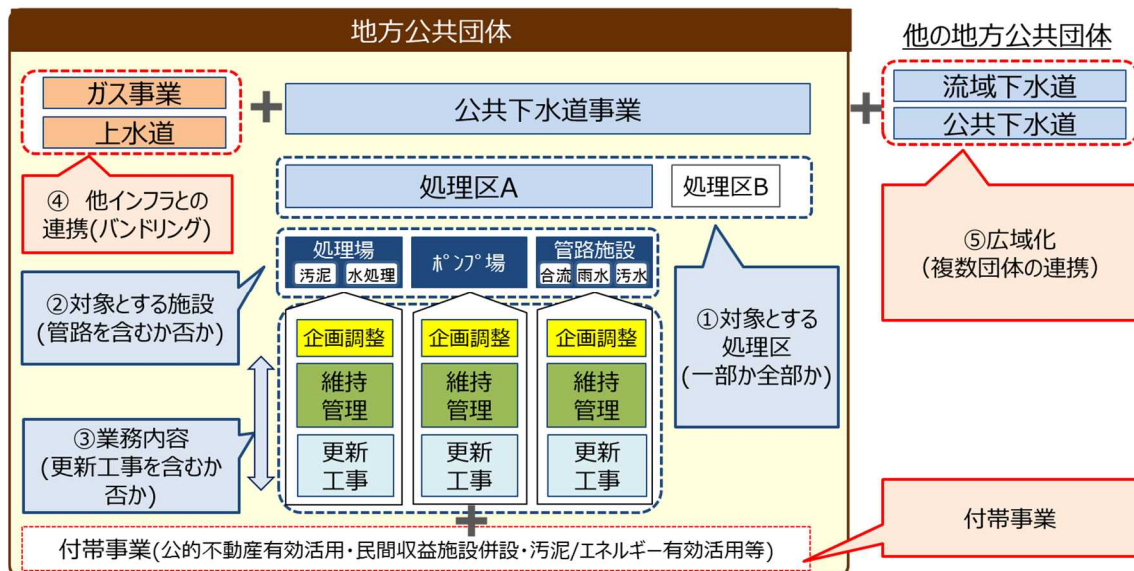 地方公共団体
他の地方公共団体
ガス事業
上水道
公共下水道事業
流域下水道
公共下水道
④ 他インフラとの
連携(バンドリング)
処理区A
処理区B
⑤広域化
（複数団体の連携）
処理場
汚泥 水処理
ﾎﾟﾝﾌﾟ場
管路施設
合流 雨水 汚水
②対象とする施設
(管路を含むか否か)
①対象とする
処理区
(一部か全部か)
企画調整
維持
管理
更新
工事
企画調整
維持
管理
更新
工事
企画調整
維持
管理
更新
工事
③業務内容
(更新工事を含むか
否か)
付帯事業(公的不動産有効活用・民間収益施設併設・汚泥/エネルギー有効活用等)
付帯事業